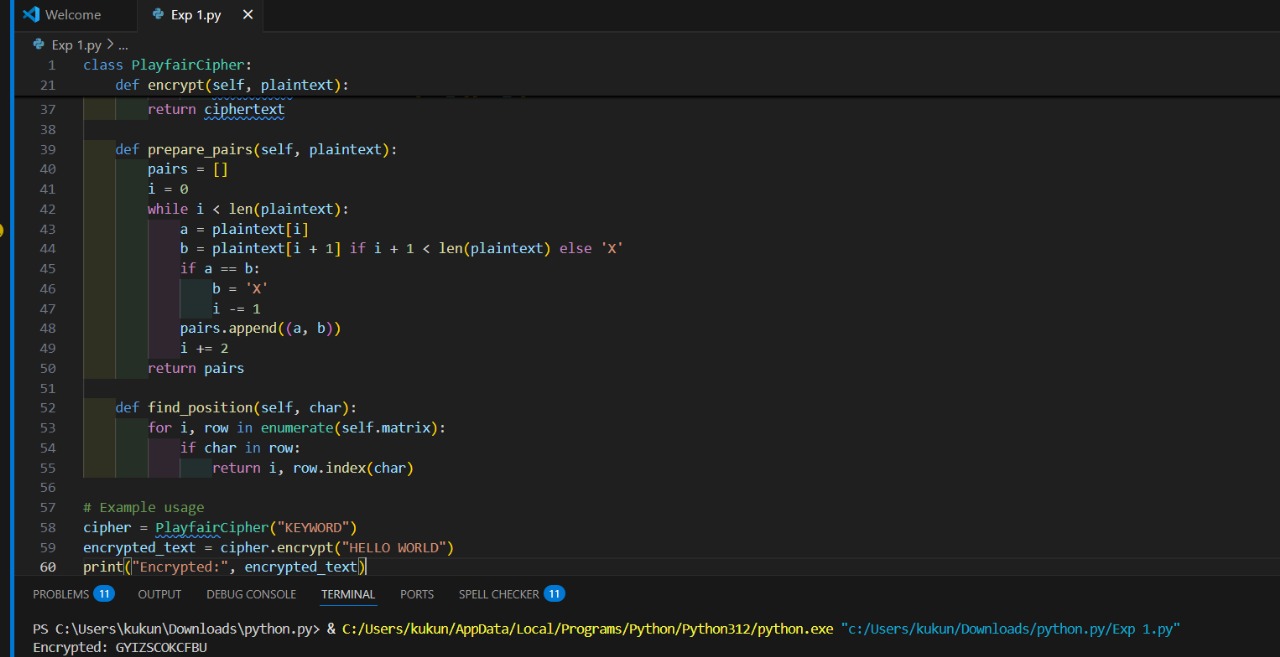 Welcome
Exp 1.py ×
Exp 1.py > ...
1 class PlayfairCipher:
21 def encrypt(self, plaintext):
37 return ciphertext
38
39 def prepare_pairs(self, plaintext):
40 pairs = []
41 i = 0
42 while i < len(plaintext):
43 a = plaintext[i]
44 b = plaintext[i + 1] if i + 1 < len(plaintext) else 'X'
45 if a == b:
46 b = 'X'
47 i -= 1
48 pairs.append((a, b))
49 i += 2
50 return pairs
51
52 def find_position(self, char):
53 for i, row in enumerate(self.matrix):
54 if char in row:
55 return i, row.index(char)
56
57 # Example usage
58 cipher = PlayfairCipher("KEYWORD")
59 encrypted_text = cipher.encrypt("HELLO WORLD")
60 print("Encrypted:", encrypted_text)
PROBLEMS 11 OUTPUT DEBUG CONSOLE TERMINAL PORTS SPELL CHECKER 11
PS C:\Users\kukun\Downloads\python.py> & C:/Users/kukun/AppData/Local/Programs/Python/Python312/python.exe "c:/Users/kukun/Downloads/python.py/Exp 1.py"
Encrypted: GYIZSCOKCFBU